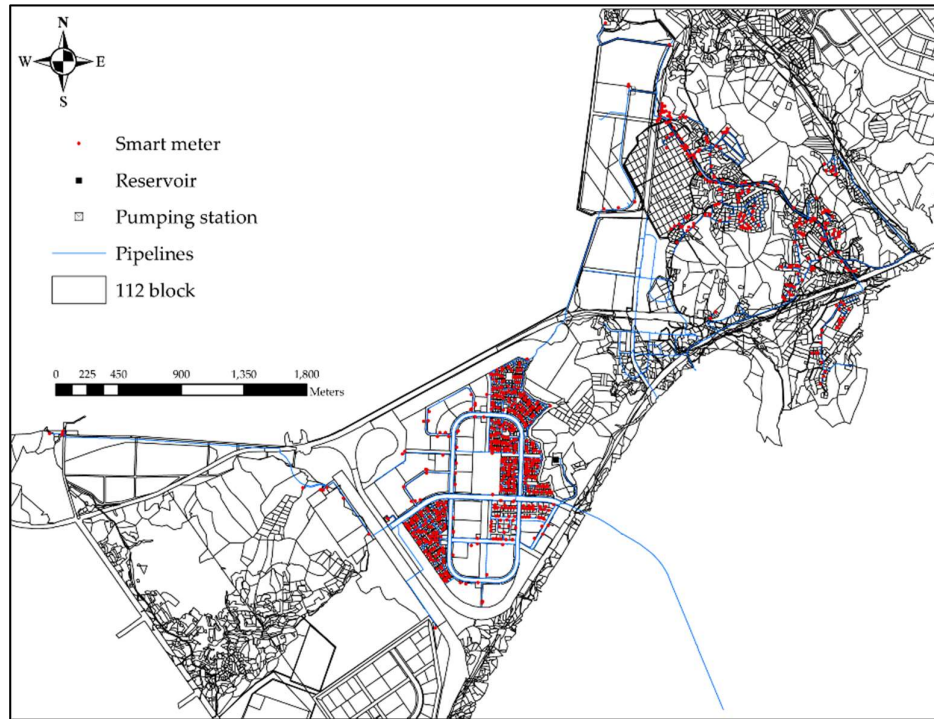 N
W E
S
Smart meter
Reservoir
Pumping station
Pipelines
112 block
0 225 450 900 1,350 1,800
Meters